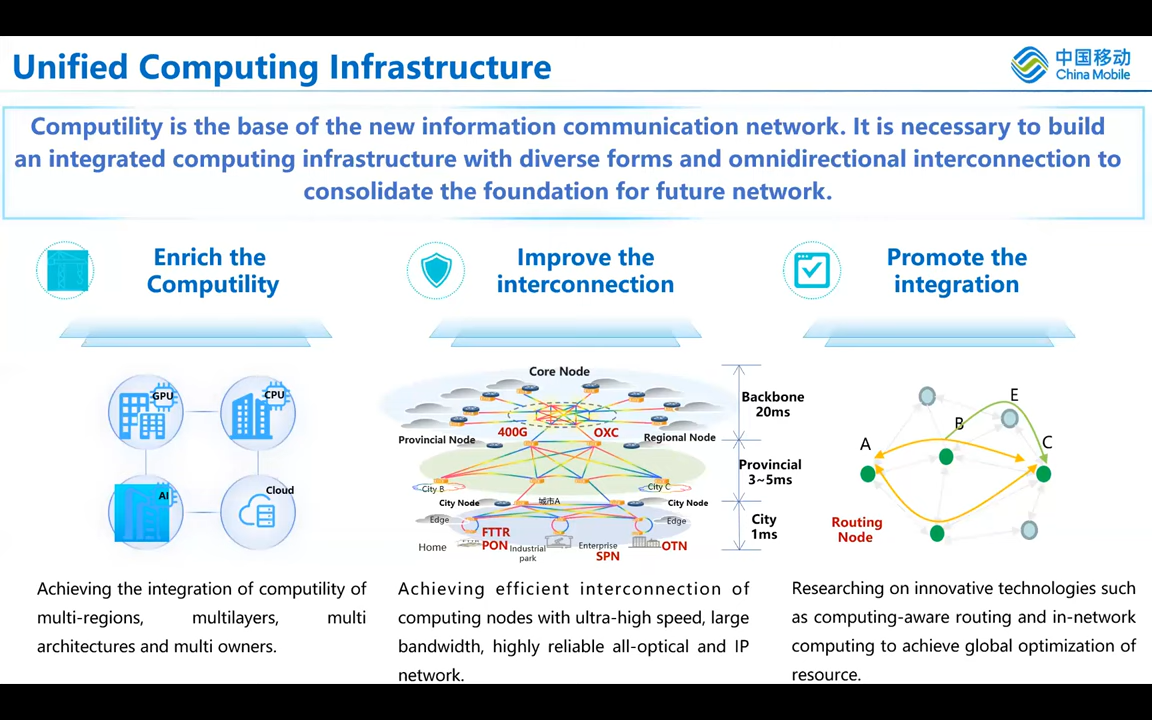 Unified Computing Infrastructure
中国移动
China Mobile
Computility is the base of the new information communication network. It is necessary to build
an integrated computing infrastructure with diverse forms and omnidirectional interconnection to
consolidate the foundation for future network.
Enrich the
Computility
GPU
CPU
AI
Cloud
Achieving the integration of computility of
multi-regions, multilayers, multi
architectures and multi owners.
Improve the
interconnection
Core Node
Provincial Node
400G
OXC
Regional Node
City B
City C
City Node
城市A
City Node
Edge
Edge
FTTR
PON
Home
Industrial
park
Enterprise
SPN
OTN
Backbone
20ms
Provincial
3~5ms
City
1ms
Achieving efficient interconnection of
computing nodes with ultra-high speed, large
bandwidth, highly reliable all-optical and IP
network.
Promote the
integration
E
B
A
C
Routing
Node
Researching on innovative technologies such
as computing-aware routing and in-network
computing to achieve global optimization of
resource.